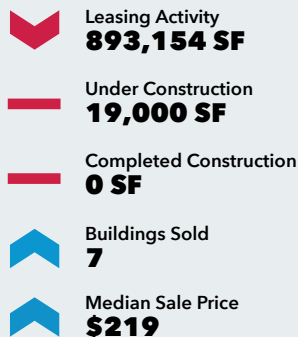 Leasing Activity
893,154 SF
Under Construction
19,000 SF
Completed Construction
0 SF
Buildings Sold
7
Median Sale Price
$219